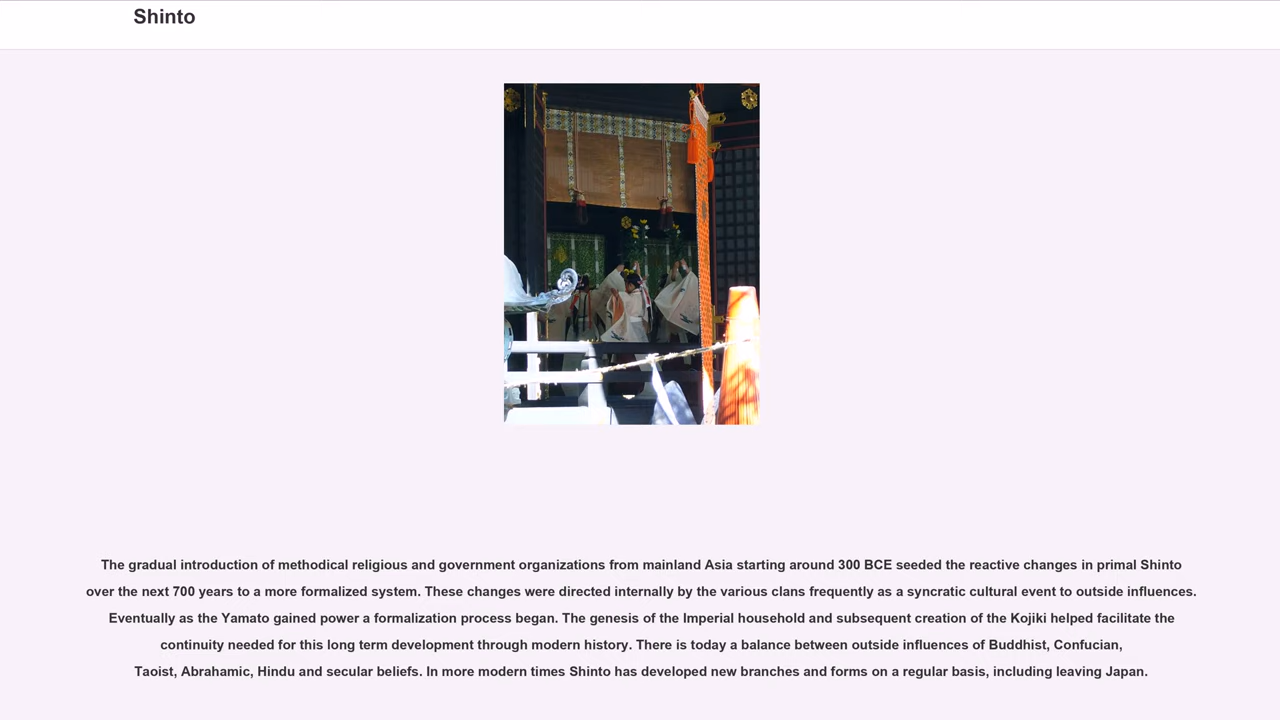 Shinto
The gradual introduction of methodical religious and government organizations from mainland Asia starting around 300 BCE seeded the reactive changes in primal Shinto
over the next 700 years to a more formalized system. These changes were directed internally by the various clans frequently as a syncratic cultural event to outside influences.
Eventually as the Yamato gained power a formalization process began. The genesis of the Imperial household and subsequent creation of the Kojiki helped facilitate the
continuity needed for this long term development through modern history. There is today a balance between outside influences of Buddhist, Confucian,
Taoist, Abrahamic, Hindu and secular beliefs. In more modern times Shinto has developed new branches and forms on a regular basis, including leaving Japan.